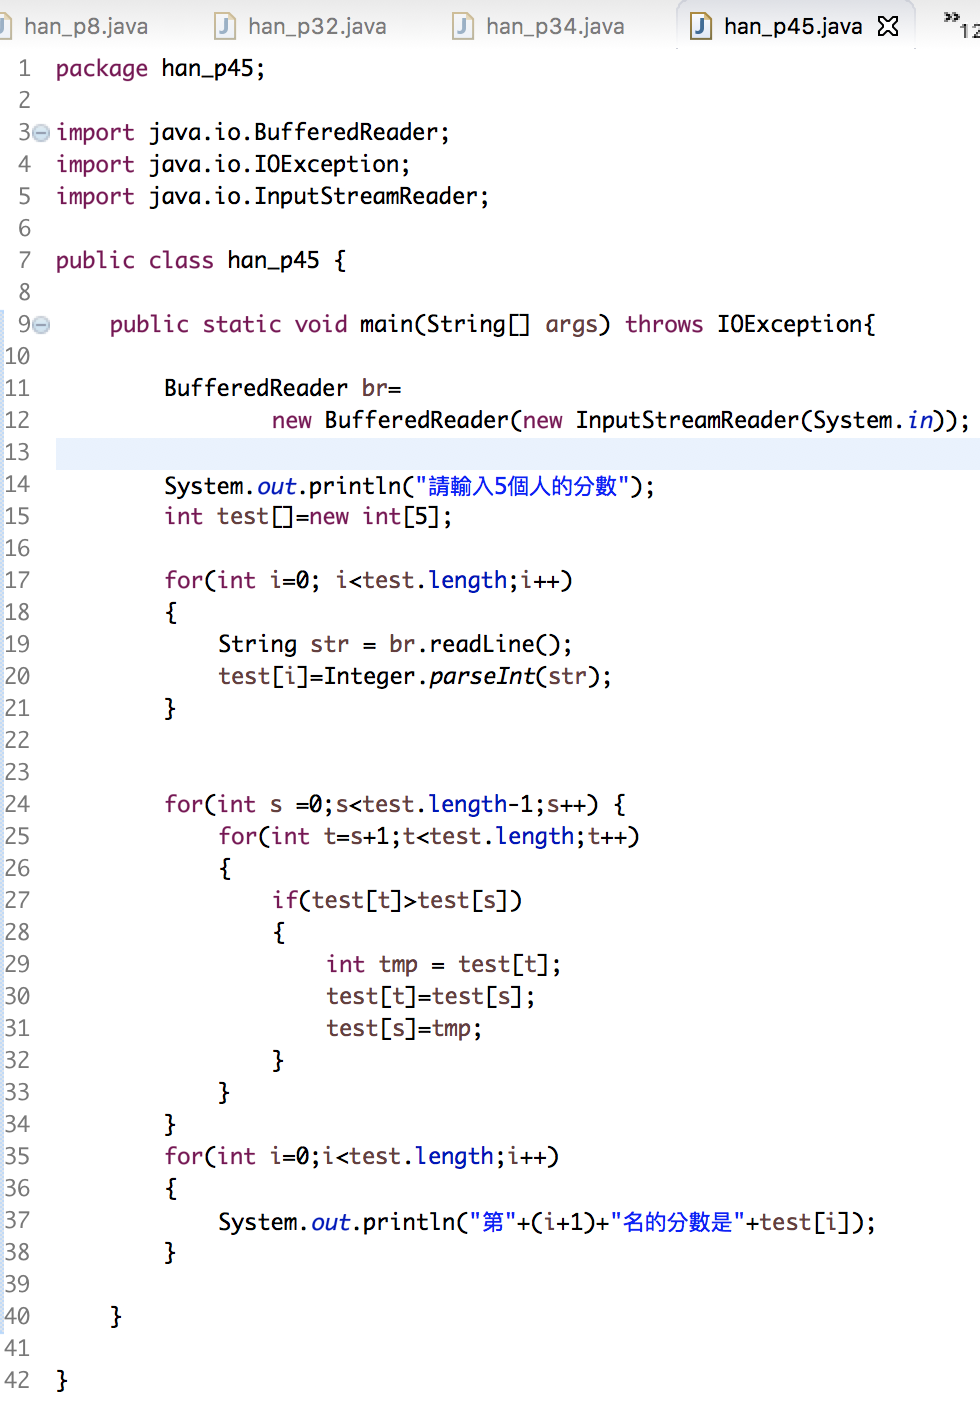 han_p8.java han_p32.java han_p34.java han_p45.java
1 package han_p45;
2
3 import java.io.BufferedReader;
4 import java.io.IOException;
5 import java.io.InputStreamReader;
6
7 public class han_p45 {
8
9     public static void main(String[] args) throws IOException{
10
11         BufferedReader br=
12                 new BufferedReader(new InputStreamReader(System.in));
13
14         System.out.println("請輸入5個人的分數");
15         int test[]=new int[5];
16
17         for(int i=0; i<test.length;i++)
18         {
19             String str = br.readLine();
20             test[i]=Integer.parseInt(str);
21         }
22
23
24         for(int s =0;s<test.length-1;s++) {
25             for(int t=s+1;t<test.length;t++)
26             {
27                 if(test[t]>test[s])
28                 {
29                     int tmp = test[t];
30                     test[t]=test[s];
31                     test[s]=tmp;
32                 }
33             }
34         }
35         for(int i=0;i<test.length;i++)
36         {
37             System.out.println("第"+(i+1)+"名的分數是"+test[i]);
38         }
39
40     }
41
42 }